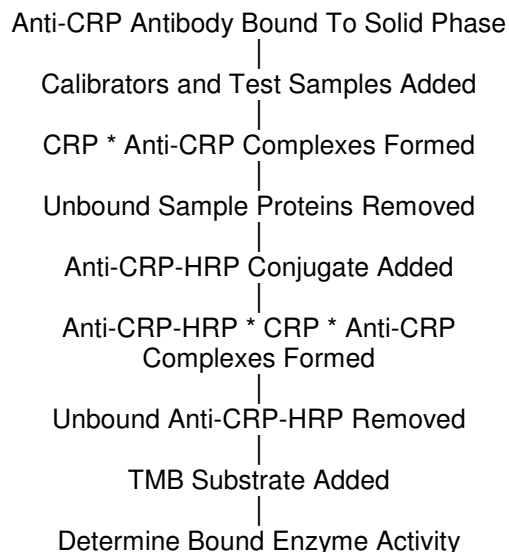 Anti-CRP Antibody Bound To Solid Phase
Calibrators and Test Samples Added
CRP * Anti-CRP Complexes Formed
Unbound Sample Proteins Removed
Anti-CRP-HRP Conjugate Added
Anti-CRP-HRP * CRP * Anti-CRP
Complexes Formed
Unbound Anti-CRP-HRP Removed
TMB Substrate Added
Determine Bound Enzyme Activity